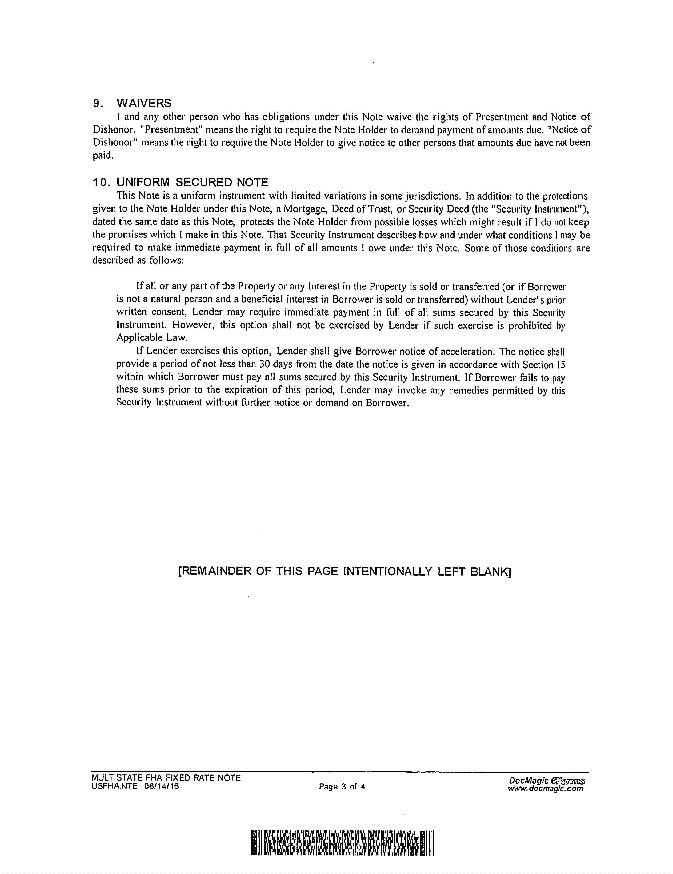 9. WAIVERS
I and any other person who has obligations under this Note waive the rights of Presentment and Notice of
Dishonor. "Presentment" means the right to require the Note Holder to demand payment of amounts due. "Notice of
Dishonor" means the right to require the Note Holder to give notice to other persons that amounts due have not been
paid.
10. UNIFORM SECURED NOTE
This Note is a uniform instrument with limited variations in some jurisdictions. In addition to the protections
given to the Note Holder under this Note, a Mortgage, Deed of Trust, or Security Deed (the "Security Instrument"),
dated the same date as this Note, protects the Note Holder from possible losses which might result if I do not keep
the promises which I make in this Note. That Security Instrument describes how and under what conditions I may be
required to make immediate payment in full of all amounts I owe under this Note. Some of those conditions are
described as follows:
If all or any part of the Property or any Interest in the Property is sold or transferred (or if Borrower
is not a natural person and a beneficial interest in Borrower is sold or transferred) without Lender's prior
written consent, Lender may require immediate payment in full of all sums secured by this Security
Instrument. However, this option shall not be exercised by Lender if such exercise is prohibited by
Applicable Law.
If Lender exercises this option, Lender shall give Borrower notice of acceleration. The notice shall
provide a period of not less than 30 days from the date the notice is given in accordance with Section 15
within which Borrower must pay all sums secured by this Security Instrument. If Borrower fails to pay
these sums prior to the expiration of this period, Lender may invoke any remedies permitted by this
Security Instrument without further notice or demand on Borrower.
[REMAINDER OF THIS PAGE INTENTIONALLY LEFT BLANK]
MULTISTATE FHA FIXED RATE NOTE
USFHA.NTE 06/14/16
Page 3 of 4
DocMagic
www.docmagic.com